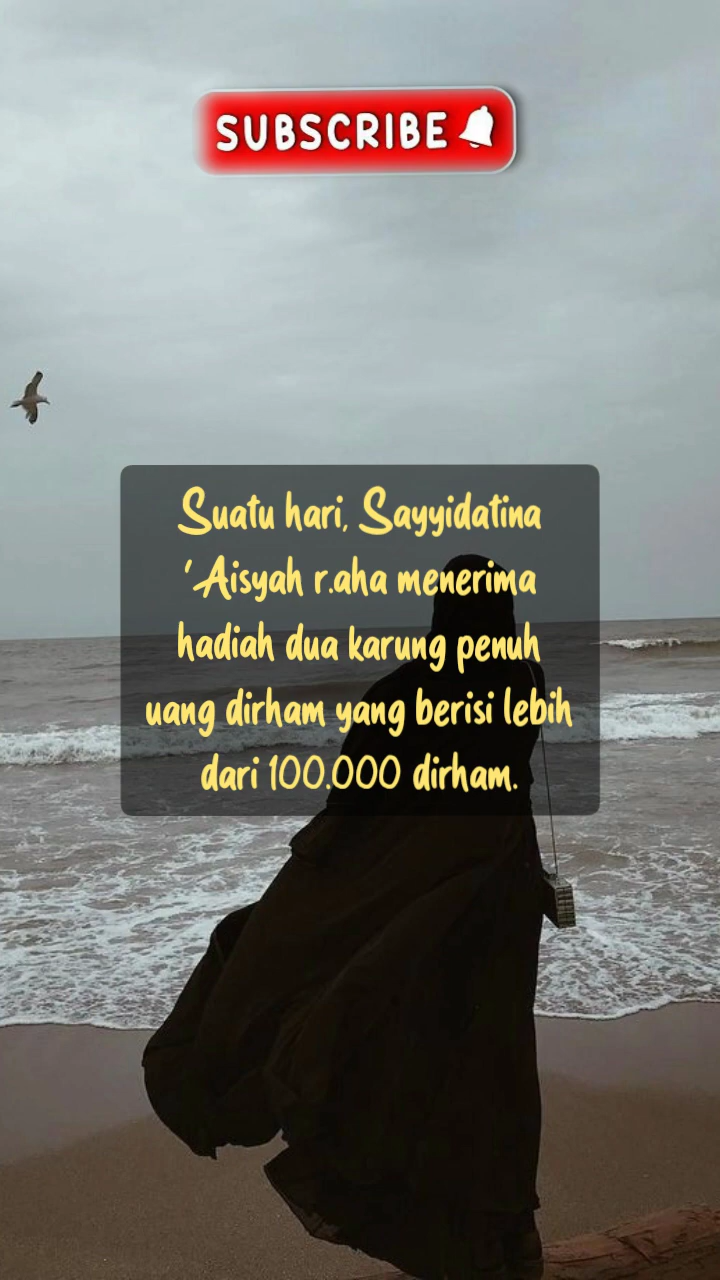 SUBSCRIBE
Suatu hari, Sayyidatina
'Aisyah r.aha menerima
hadiah dua karung penuh
uang dirham yang berisi lebih
dari 100.000 dirham.